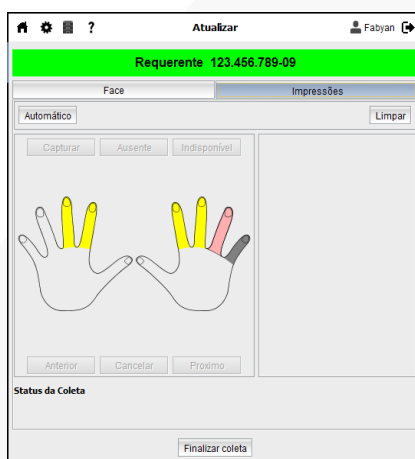 ? Atualizar Fabyan
Requerente 123.456.789-09
Face Impressões
Automático Limpar
Capturar Ausente Indisponível
Anterior Cancelar Proximo
Status da Coleta
Finalizar coleta